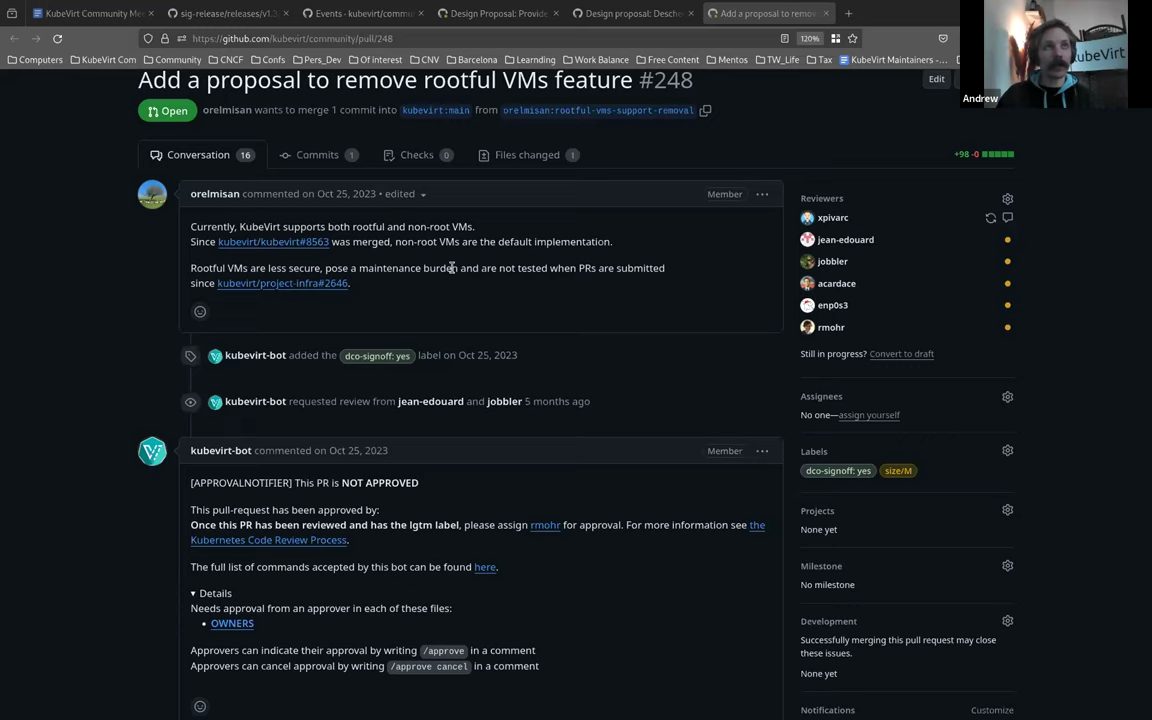 KubeVirt Community Me
sig-release/releases/v1.3
Events · kubevirt/commu
Design Proposal: Provide
Design proposal: Desche
Add a proposal to remov
https://github.com/kubevirt/community/pull/248
120%
Computers
KubeVirt Com
Community
CNCF
Confs
Pers_Dev
Of interest
CNV
Barcelona
Learnding
Work Balance
Free Content
Mentos
TW_Life
Tax
KubeVirt Maintainers -...
KubeVirt
Andrew
Add a proposal to remove rootful VMs feature #248
Edit
Open
orelmisan wants to merge 1 commit into kubevirt:main from orelmisan:rootful-vms-support-removal
Conversation 16
Commits 1
Checks 0
Files changed 1
+98 -0
orelmisan commented on Oct 25, 2023 • edited
Member
Currently, KubeVirt supports both rootful and non-root VMs.
Since kubevirt/kubevirt#8563 was merged, non-root VMs are the default implementation.
Rootful VMs are less secure, pose a maintenance burden and are not tested when PRs are submitted
since kubevirt/project-infra#2646.
kubevirt-bot added the dco-signoff: yes label on Oct 25, 2023
kubevirt-bot requested review from jean-edouard and jobbler 5 months ago
kubevirt-bot commented on Oct 25, 2023
Member
[APPROVALNOTIFIER] This PR is NOT APPROVED
This pull-request has been approved by:
Once this PR has been reviewed and has the lgtm label, please assign rmohr for approval. For more information see the
Kubernetes Code Review Process.
The full list of commands accepted by this bot can be found here.
Details
Needs approval from an approver in each of these files:
• OWNERS
Approvers can indicate their approval by writing /approve in a comment
Approvers can cancel approval by writing /approve cancel in a comment
Reviewers
xpivarc
jean-edouard
jobbler
acardace
enp0s3
rmohr
Still in progress? Convert to draft
Assignees
No one—assign yourself
Labels
dco-signoff: yes
size/M
Projects
None yet
Milestone
No milestone
Development
Successfully merging this pull request may close
these issues.
None yet
Notifications
Customize